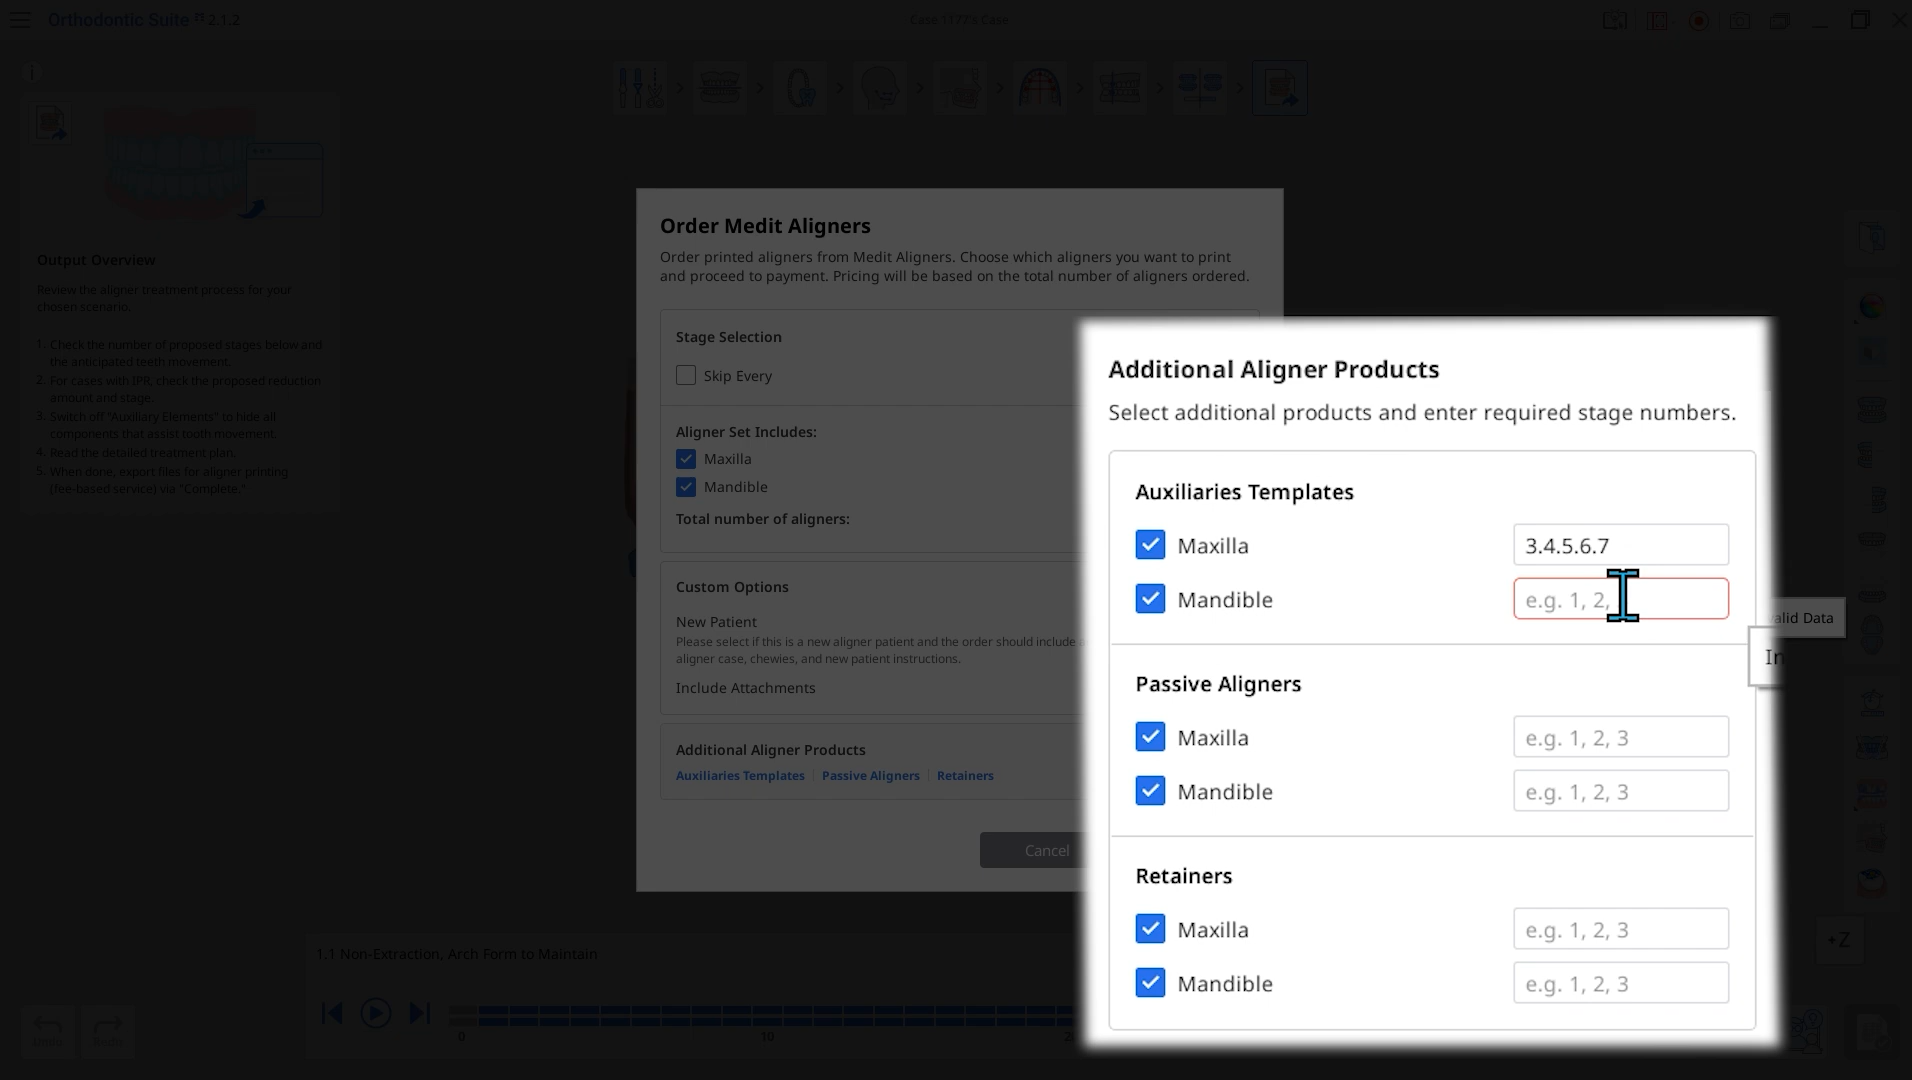 Orthodontic Suite 2.1.2
Case 1177's Case
Output Overview
Review the aligner treatment process for your
chosen scenario.
1. Check the number of proposed stages below and
the anticipated teeth movement.
2. For cases with IPR, check the proposed reduction
amount and stage.
3. Switch off "Auxiliary Elements" to hide all
components that assist tooth movement.
4. Read the detailed treatment plan.
5. When done, export files for aligner printing
(fee-based service) via "Complete."
Order Medit Aligners
Order printed aligners from Medit Aligners. Choose which aligners you want to print
and proceed to payment. Pricing will be based on the total number of aligners ordered.
Stage Selection
Skip Every
Aligner Set Includes:
Maxilla
Mandible
Total number of aligners:
Custom Options
New Patient
Please select if this is a new aligner patient and the order should include a
aligner case, chewies, and new patient instructions.
Include Attachments
Additional Aligner Products
Auxiliaries Templates | Passive Aligners | Retainers
Cancel
Additional Aligner Products
Select additional products and enter required stage numbers.
Auxiliaries Templates
Maxilla 3.4.5.6.7
Mandible e.g. 1, 2,
alid Data
In
Passive Aligners
Maxilla e.g. 1, 2, 3
Mandible e.g. 1, 2, 3
Retainers
Maxilla e.g. 1, 2, 3
Mandible e.g. 1, 2, 3
+Z
1.1 Non-Extraction, Arch Form to Maintain
0 10 2
Undo Redo